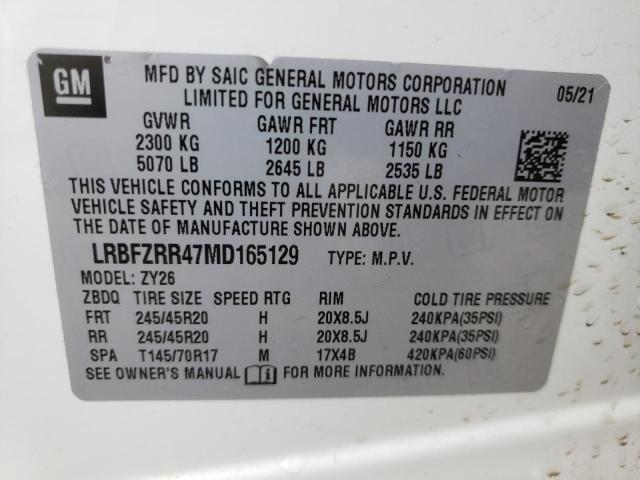 GM
®
MFD BY SAIC GENERAL MOTORS CORPORATION
LIMITED FOR GENERAL MOTORS LLC
05/21
GVWR GAWR FRT GAWR RR
2300 KG 1200 KG 1150 KG
5070 LB 2645 LB 2535 LB
THIS VEHICLE CONFORMS TO ALL APPLICABLE U.S. FEDERAL MOTOR
VEHICLE SAFETY AND THEFT PREVENTION STANDARDS IN EFFECT ON
THE DATE OF MANUFACTURE SHOWN ABOVE.
LRBFZRR47MD165129 TYPE: M.P.V.
MODEL: ZY26
ZBDQ TIRE SIZE SPEED RTG RIM COLD TIRE PRESSURE
FRT 245/45R20 H 20X8.5J 240KPA(35PSI)
RR 245/45R20 H 20X8.5J 240KPA(35PSI)
SPA T145/70R17 M 17X4B 420KPA(60PSI)
SEE OWNER'S MANUAL i FOR MORE INFORMATION.